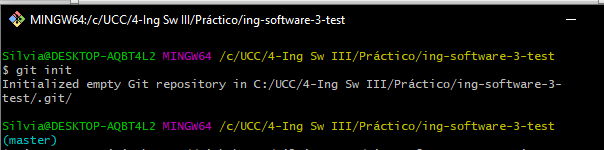 MINGW64:/c/UCC/4-Ing Sw III/Práctico/ing-software-3-test
Silvia@DESKTOP-AQBT4L2 MINGW64 /c/UCC/4-Ing Sw III/Práctico/ing-software-3-test
$ git init
Initialized empty Git repository in C:/UCC/4-Ing Sw III/Práctico/ing-software-3-
test/.git/
Silvia@DESKTOP-AQBT4L2 MINGW64 /c/UCC/4-Ing Sw III/Práctico/ing-software-3-test
(master)